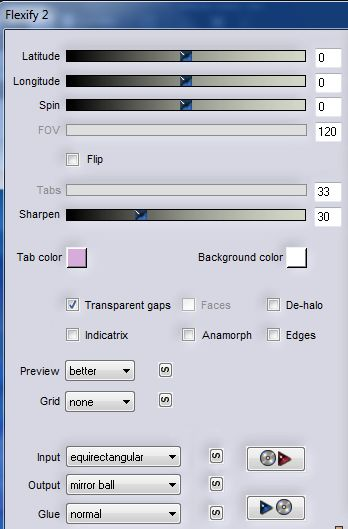 Flexify 2
Latitude 0
Longitude 0
Spin 0
FOV 120
Flip
Tabs 33
Sharpen 30
Tab color Background color
Transparent gaps Faces De-halo
Indicatrix Anamorph Edges
Preview better S
Grid none S
Input equirectangular S
Output mirror ball S
Glue normal S